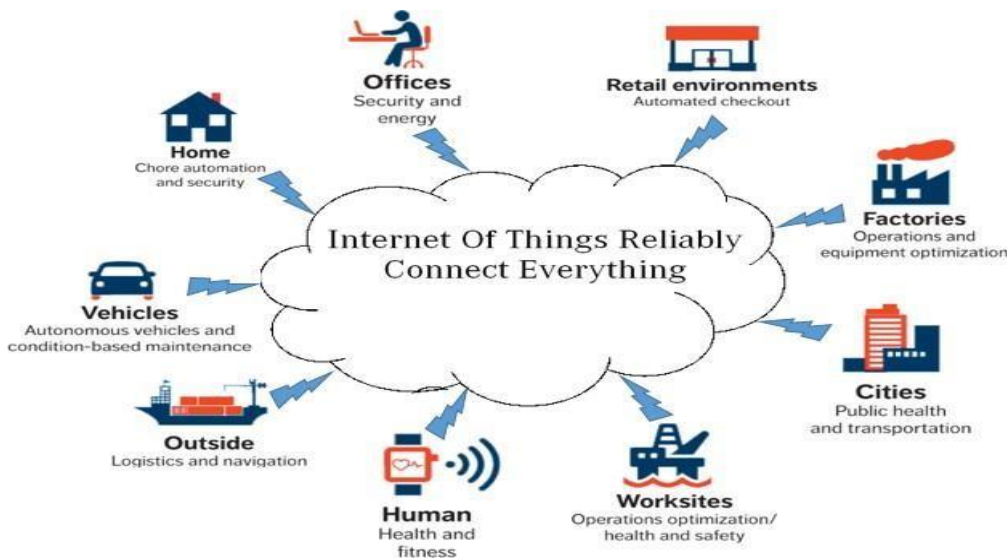 Offices
Security and
energy
Retail environments
Automated checkout
Home
Chore automation
and security
Internet Of Things Reliably
Connect Everything
Factories
Operations and
equipment optimization
Vehicles
Autonomous vehicles and
condition-based maintenance
Cities
Public health
and transportation
Outside
Logistics and navigation
Human
Health and
fitness
Worksites
Operations optimization/
health and safety